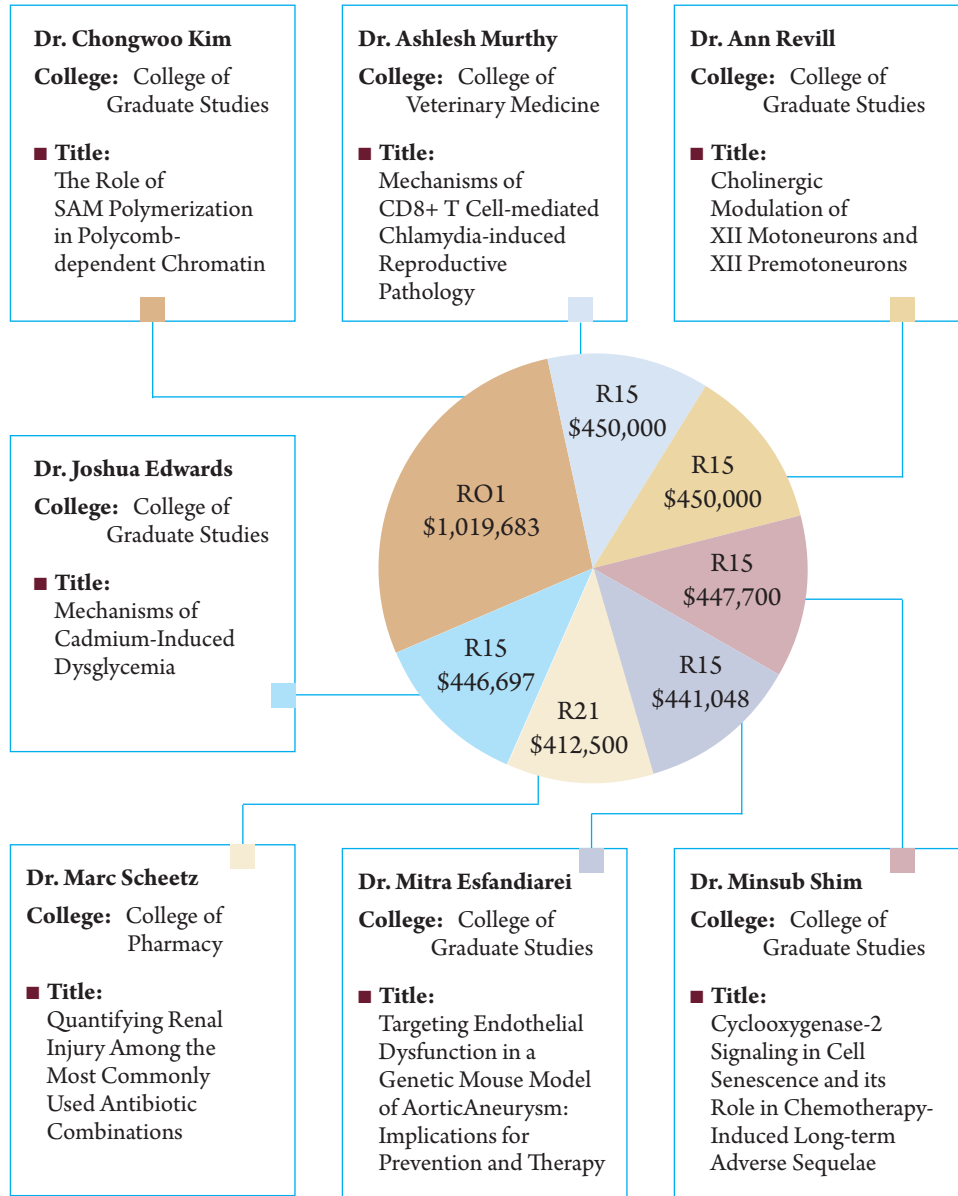 Dr. Chongwoo Kim
College: College of
Graduate Studies
Title:
The Role of
SAM Polymerization
in Polycomb-
dependent Chromatin
Dr. Ashlesh Murthy
College: College of
Veterinary Medicine
Title:
Mechanisms of
CD8+ T Cell-mediated
Chlamydia-induced
Reproductive
Pathology
Dr. Ann Revill
College: College of
Graduate Studies
Title:
Cholinergic
Modulation of
XII Motoneurons and
XII Premotoneurons
R15
$450,000
R15
$450,000
RO1
$1,019,683
R15
$447,700
R15
$446,697
R15
$441,048
R21
$412,500
Dr. Joshua Edwards
College: College of
Graduate Studies
Title:
Mechanisms of
Cadmium-Induced
Dysglycemia
Dr. Marc Scheetz
College: College of
Pharmacy
Title:
Quantifying Renal
Injury Among the
Most Commonly
Used Antibiotic
Combinations
Dr. Mitra Esfandiarei
College: College of
Graduate Studies
Title:
Targeting Endothelial
Dysfunction in a
Genetic Mouse Model
of AorticAneurysm:
Implications for
Prevention and Therapy
Dr. Minsub Shim
College: College of
Graduate Studies
Title:
Cyclooxygenase-2
Signaling in Cell
Senescence and its
Role in Chemotherapy-
Induced Long-term
Adverse Sequelae